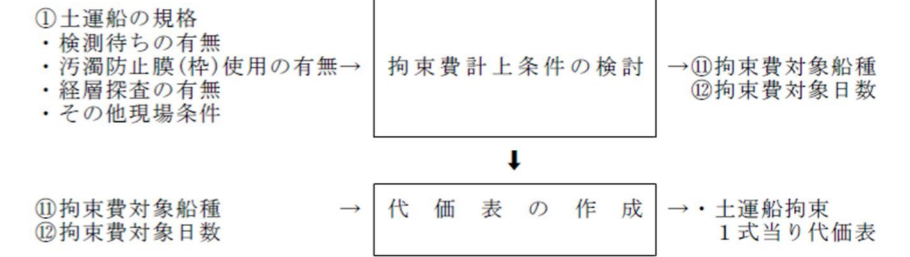 ①土運船の規格
・検測待ちの有無
・汚濁防止膜(枠)使用の有無→ 拘束費計上条件の検討 →⑪拘束費対象船種
・経層探査の有無 ⑫拘束費対象日数
・その他現場条件
⬇
⑪拘束費対象船種 → 代価表の作成 →・土運船拘束
⑫拘束費対象日数 1式当り代価表